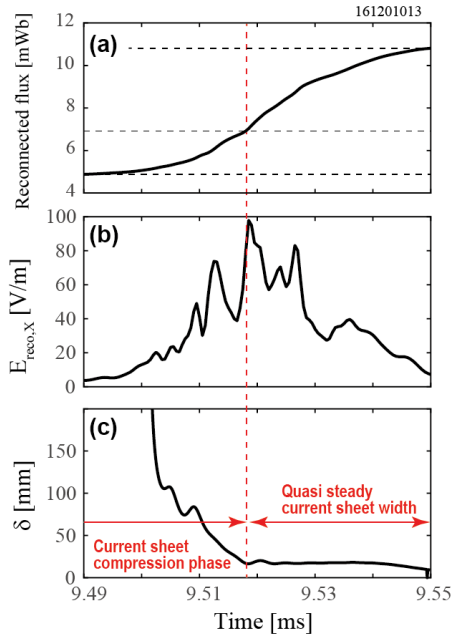 161201013
(a)
Reconnected flux [mWb]
12
10
8
6
4
(b)
E_reco,X [V/m]
100
80
60
40
20
0
(c)
δ [mm]
150
100
50
0
Quasi steady
current sheet width
Current sheet
compression phase
9.49
9.51
9.53
9.55
Time [ms]